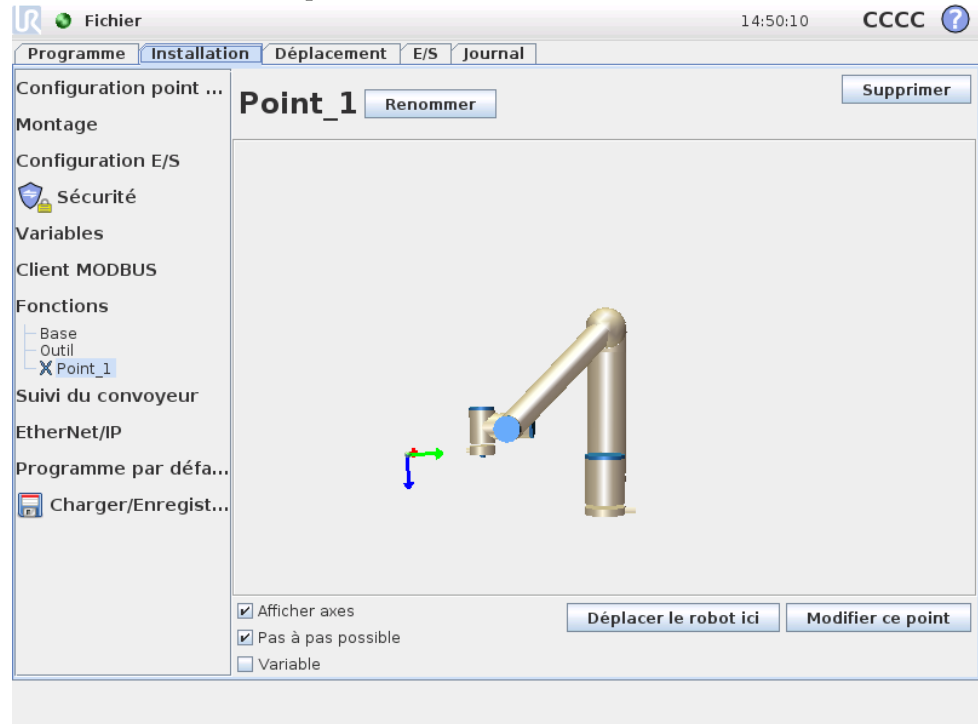 UR Fichier 14:50:10 CCCC ?
Programme Installation Déplacement E/S Journal
Configuration point ...
Montage
Configuration E/S
Sécurité
Variables
Client MODBUS
Fonctions
Base
Outil
Point_1
Suivi du convoyeur
EtherNet/IP
Programme par défa...
Charger/Enregist...
Point_1 Renommer Supprimer
Afficher axes
Pas à pas possible
Variable
Déplacer le robot ici Modifier ce point